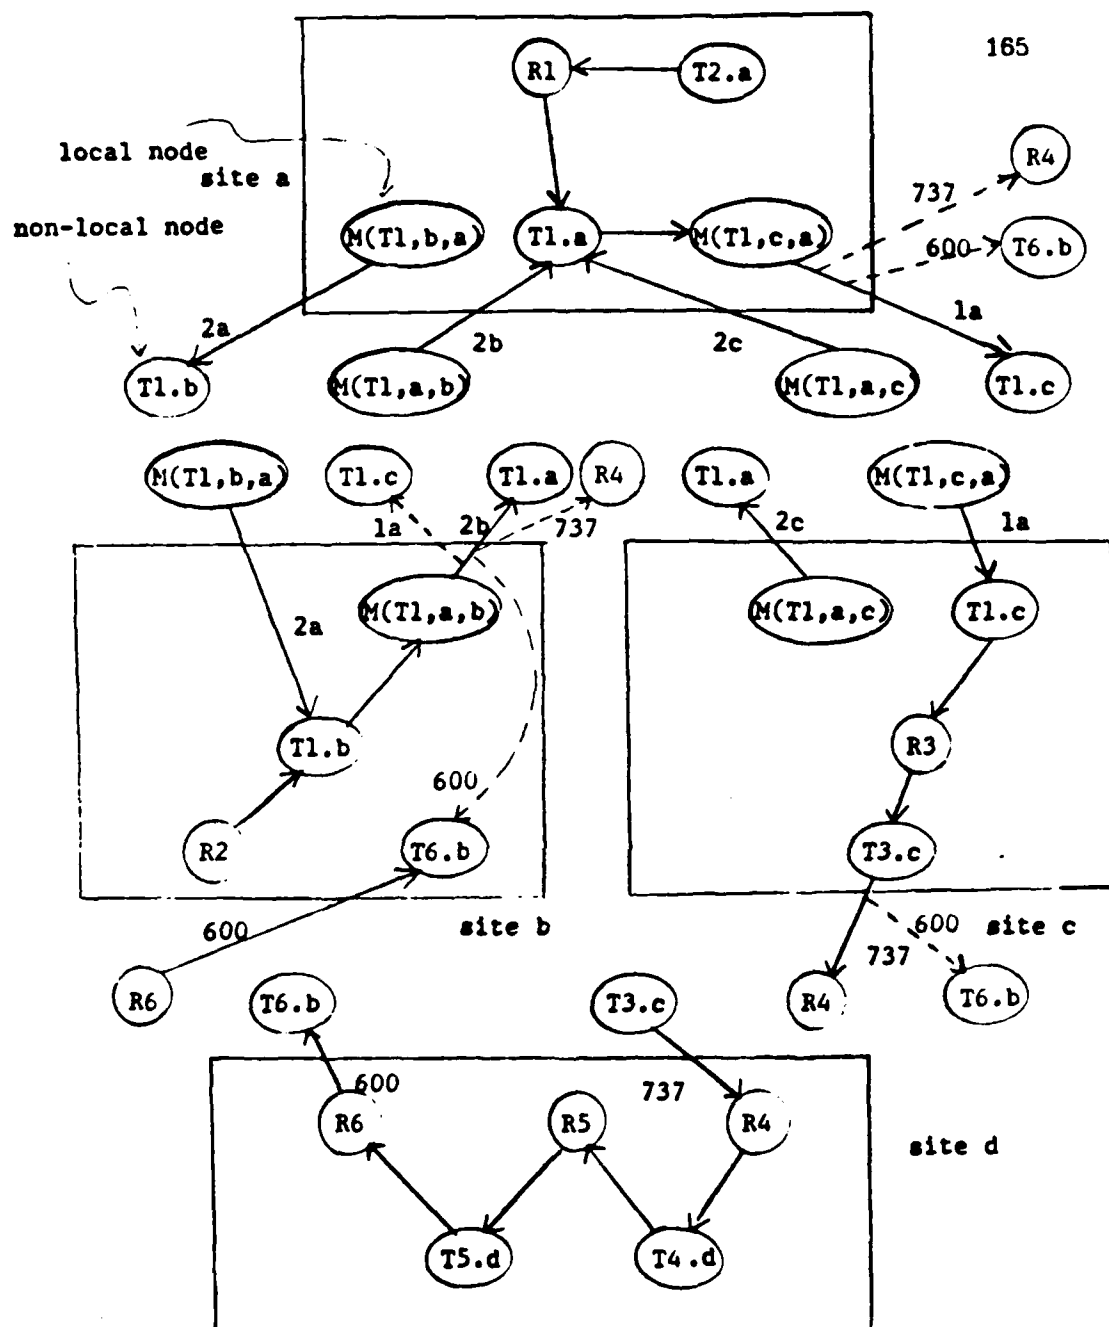 165
R1
T2.a
local node
site a
R4
737
non-local node
M(T1,b,a)
T1.a
M(T1,c,a)
600
T6.b
2a
2b
2c
1a
T1.b
M(T1,a,b)
M(T1,a,c)
T1.c
M(T1,b,a)
T1.c
T1.a
R4
T1.a
M(T1,c,a)
1a
2b
737
2c
1a
M(T1,a,b)
M(T1,a,c)
T1.c
2a
T1.b
R3
600
R2
T6.b
T3.c
600
site b
600
site c
737
R6
T6.b
T3.c
R4
T6.b
600
737
R6
R5
R4
site d
T5.d
T4.d